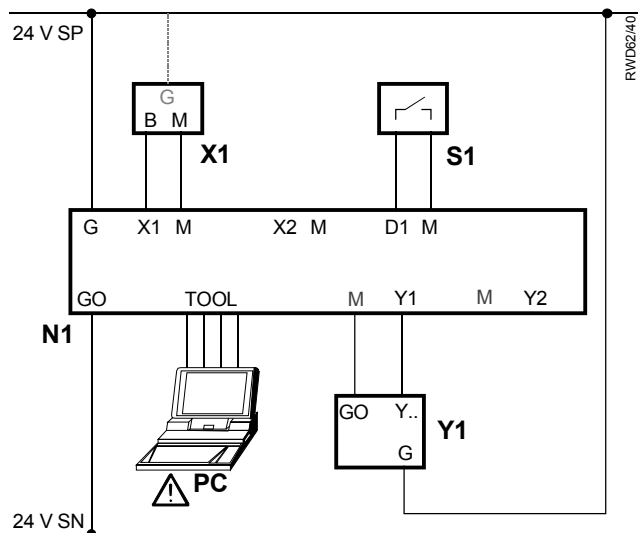 24 V SP
RWD62/40
G
B M
X1
S1
G X1 M X2 M D1 M
GO TOOL M Y1 M Y2
N1
GO Y..
G
Y1
PC
24 V SN